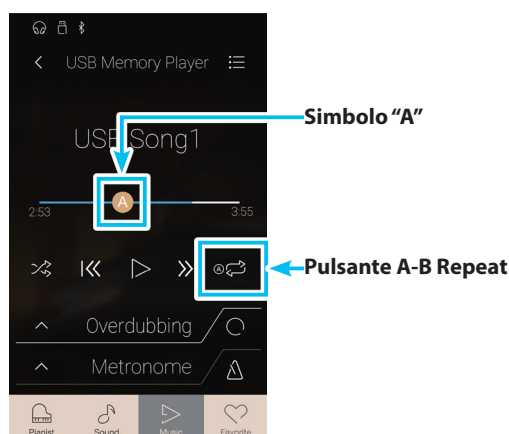 USB Memory Player
Simbolo “A”
USB Song1
A
2:53
3:55
A
Pulsante A-B Repeat
Overdubbing
Metronome
Pianist
Sound
Music
Favorite